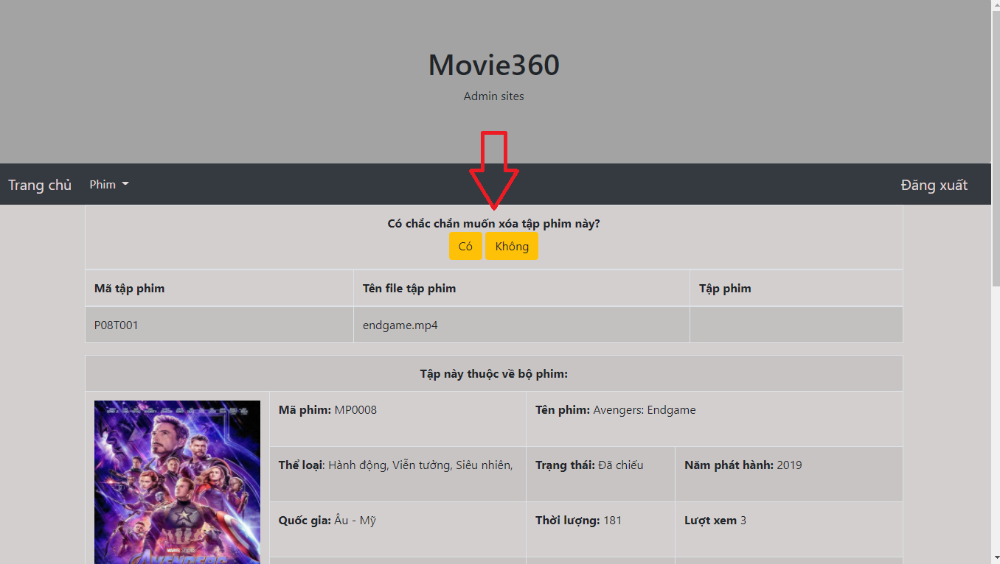 Movie360
Admin sites
Trang chủ Phim Đăng xuất
Có chắc chắn muốn xóa tập phim này?
Có Không
Mã tập phim Tên file tập phim Tập phim
P08T001 endgame.mp4
Tập này thuộc về bộ phim:
Mã phim: MP0008 Tên phim: Avengers: Endgame
Thể loại: Hành động, Viễn tưởng, Siêu nhiên, Trạng thái: Đã chiếu Năm phát hành: 2019
Quốc gia: Âu - Mỹ Thời lượng: 181 Lượt xem 3
MARVEL STUDIOS
AVENGERS